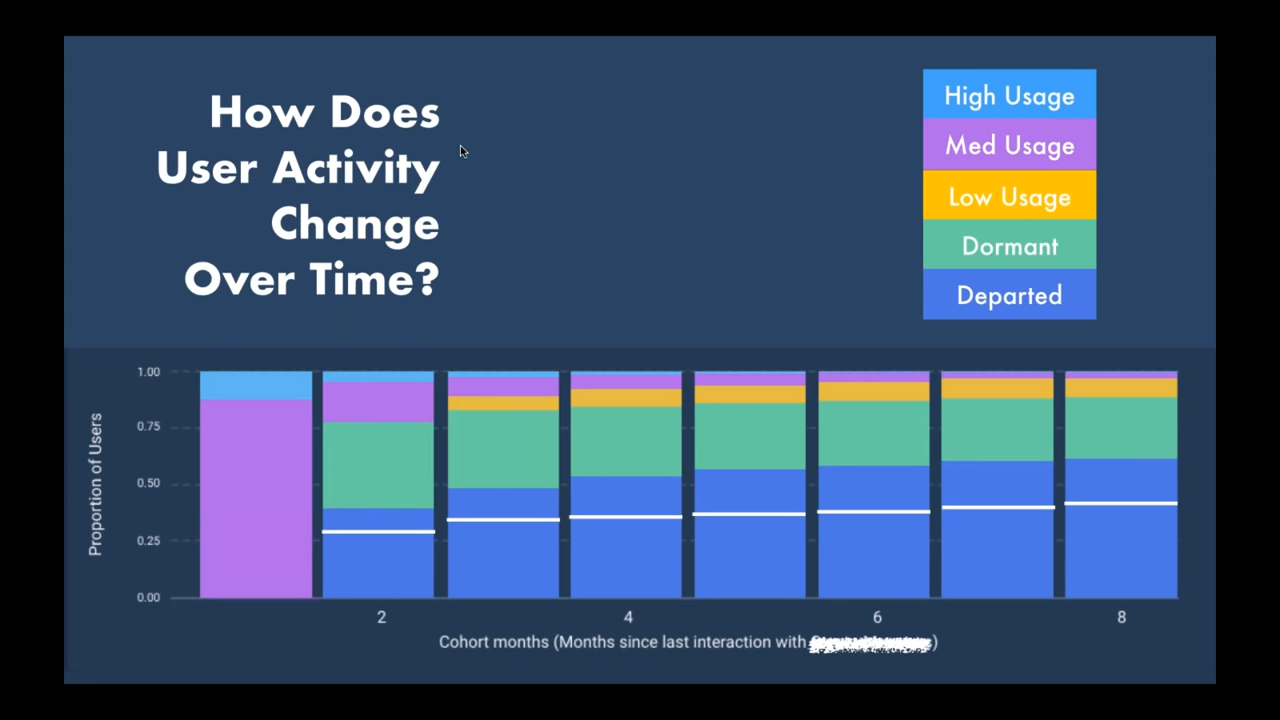 How Does
User Activity
Change
Over Time?
High Usage
Med Usage
Low Usage
Dormant
Departed
Proportion of Users
1.00
0.75
0.50
0.25
0.00
2
4
6
8
Cohort months (Months since last interaction with )